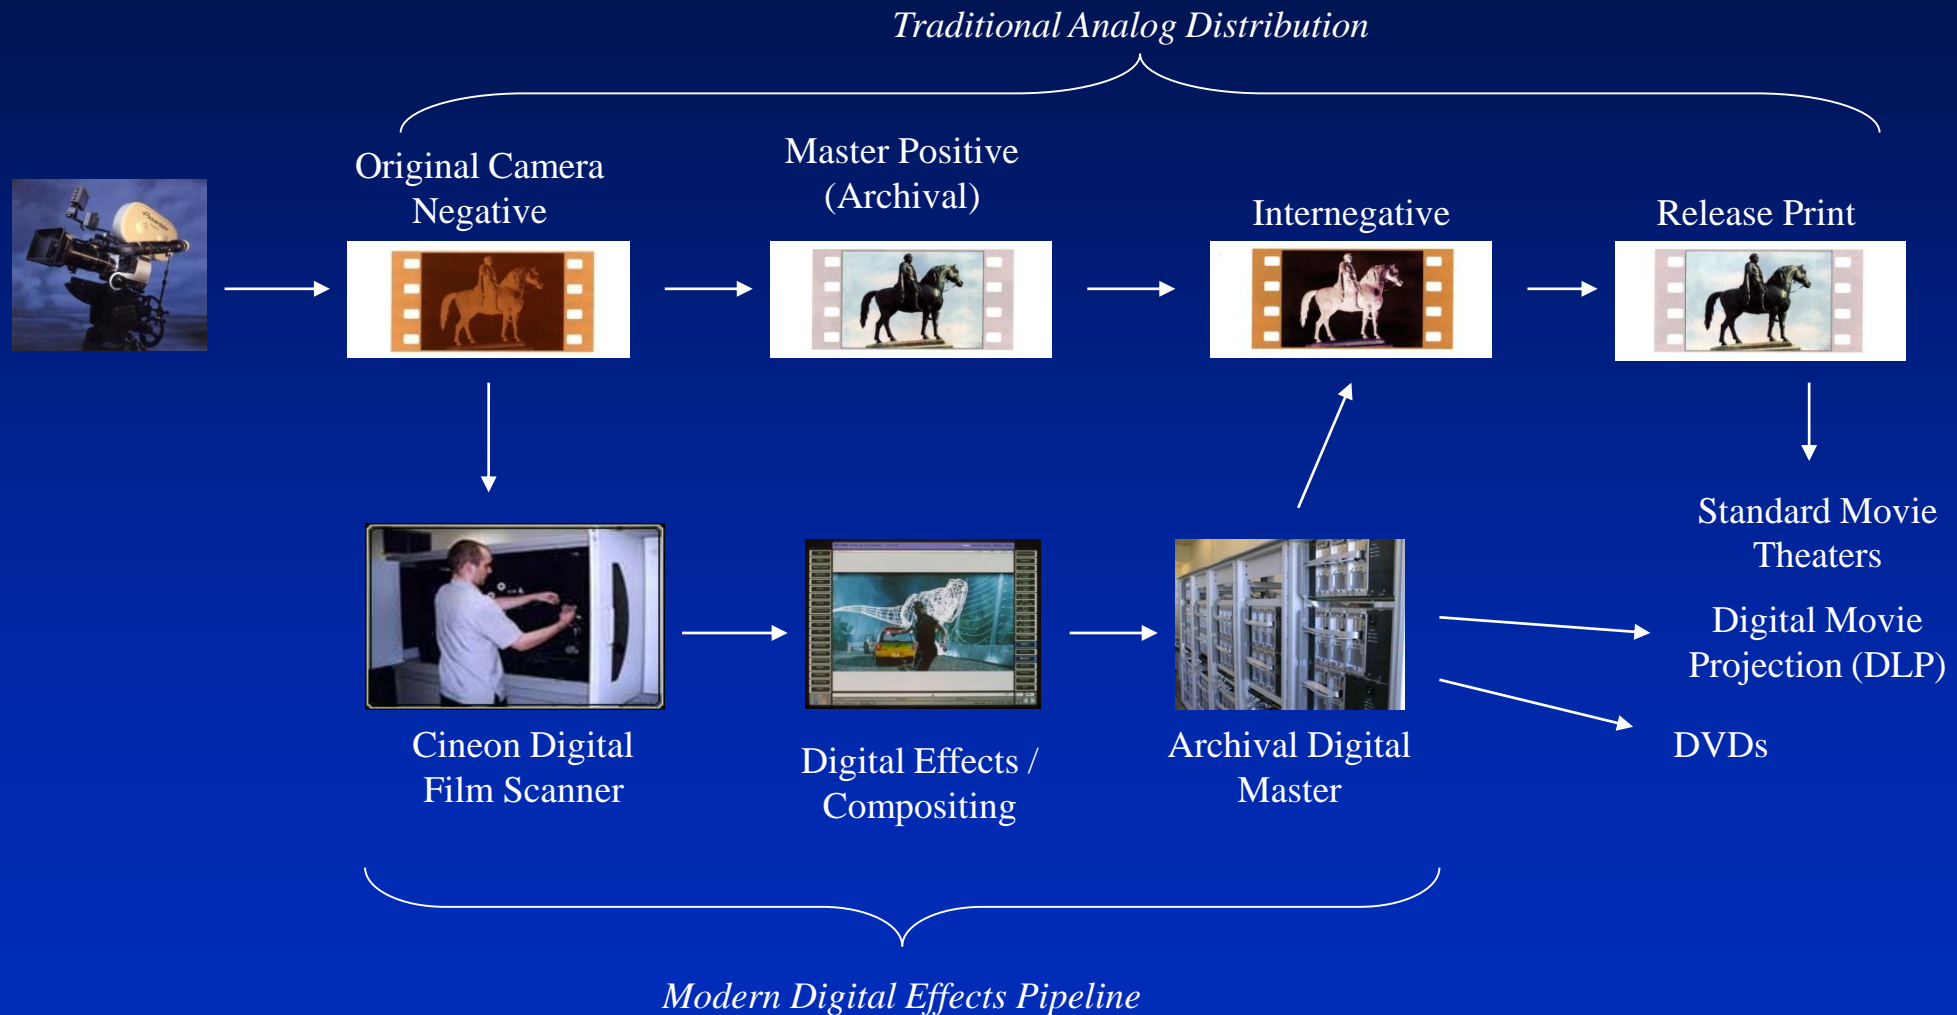 Traditional Analog Distribution
Original Camera
Negative
Master Positive
(Archival)
Internegative
Release Print
Standard Movie
Theaters
Digital Movie
Projection (DLP)
DVDs
Cineon Digital
Film Scanner
Digital Effects /
Compositing
Archival Digital
Master
Modern Digital Effects Pipeline